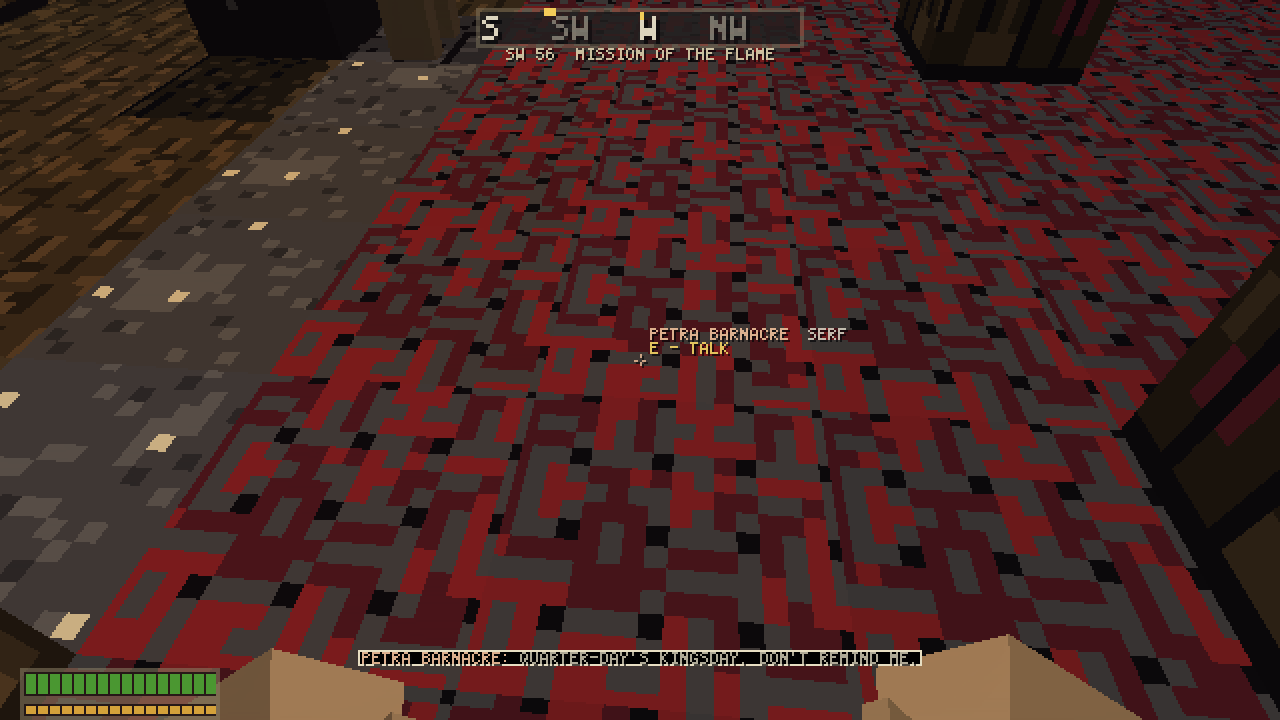 S SW W NW
SW 56 MISSION OF THE FLAME
PETRA BARNACRE SERF
E - TALK
PETRA BARNACRE: QUARTER-DAY'S KINGSDAY. DON'T REMIND ME.